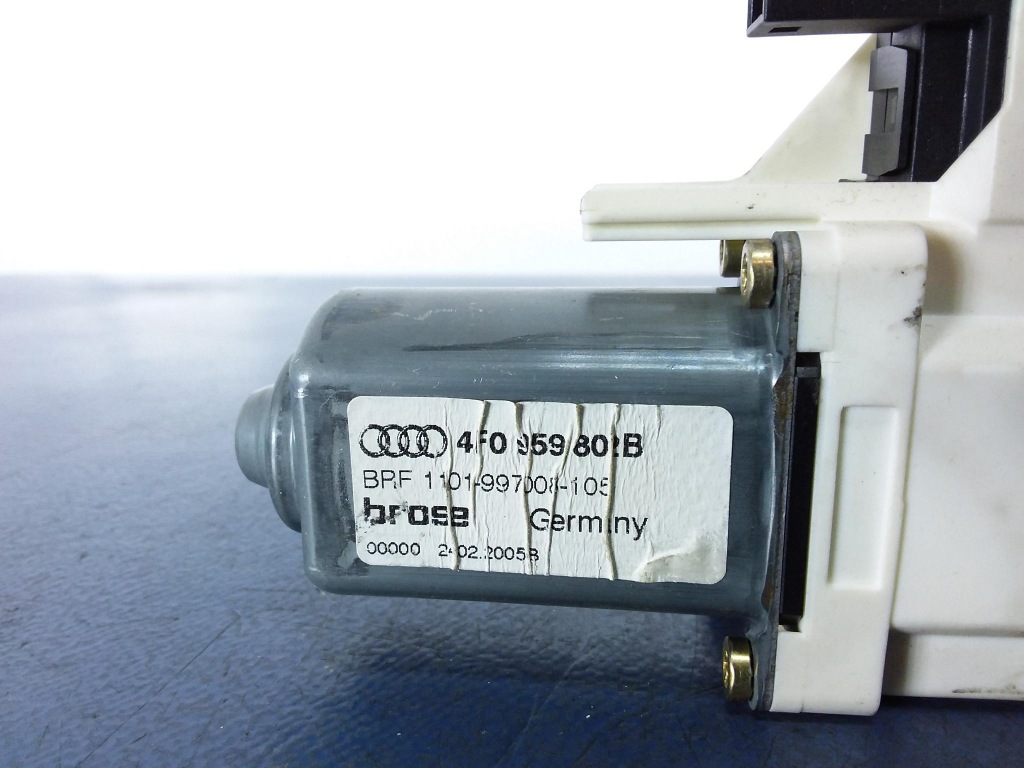 4F0 959 802B
BRF 1101-997008-105
brose Germany
00000 24.02.2005B